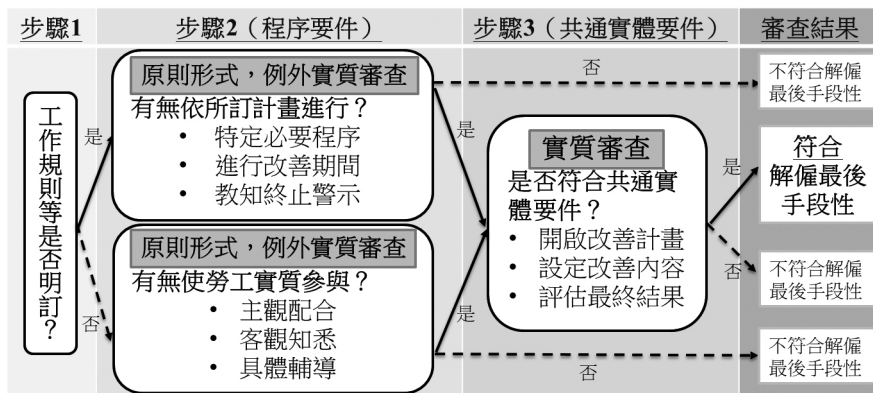 步驟1
步驟2（程序要件）
步驟3（共通實體要件）
審查結果
工作規則等是否明訂？
是
否
原則形式，例外實質審查
有無依所訂計畫進行？
• 特定必要程序
• 進行改善期間
• 教知終止警示
原則形式，例外實質審查
有無使勞工實質參與？
• 主觀配合
• 客觀知悉
• 具體輔導
否
是
是
否
實質審查
是否符合共通實
體要件？
• 開啟改善計畫
• 設定改善內容
• 評估最終結果
是
否
不符合解僱
最後手段性
符合
解僱最後
手段性
不符合解僱
最後手段性
不符合解僱
最後手段性